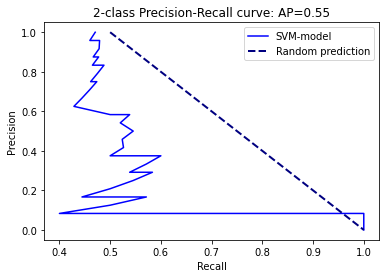 2-class Precision-Recall curve: AP=0.55
SVM-model
Random prediction
1.0
0.8
0.6
0.4
0.2
0.0
Precision
0.4
0.5
0.6
0.7
0.8
0.9
1.0
Recall